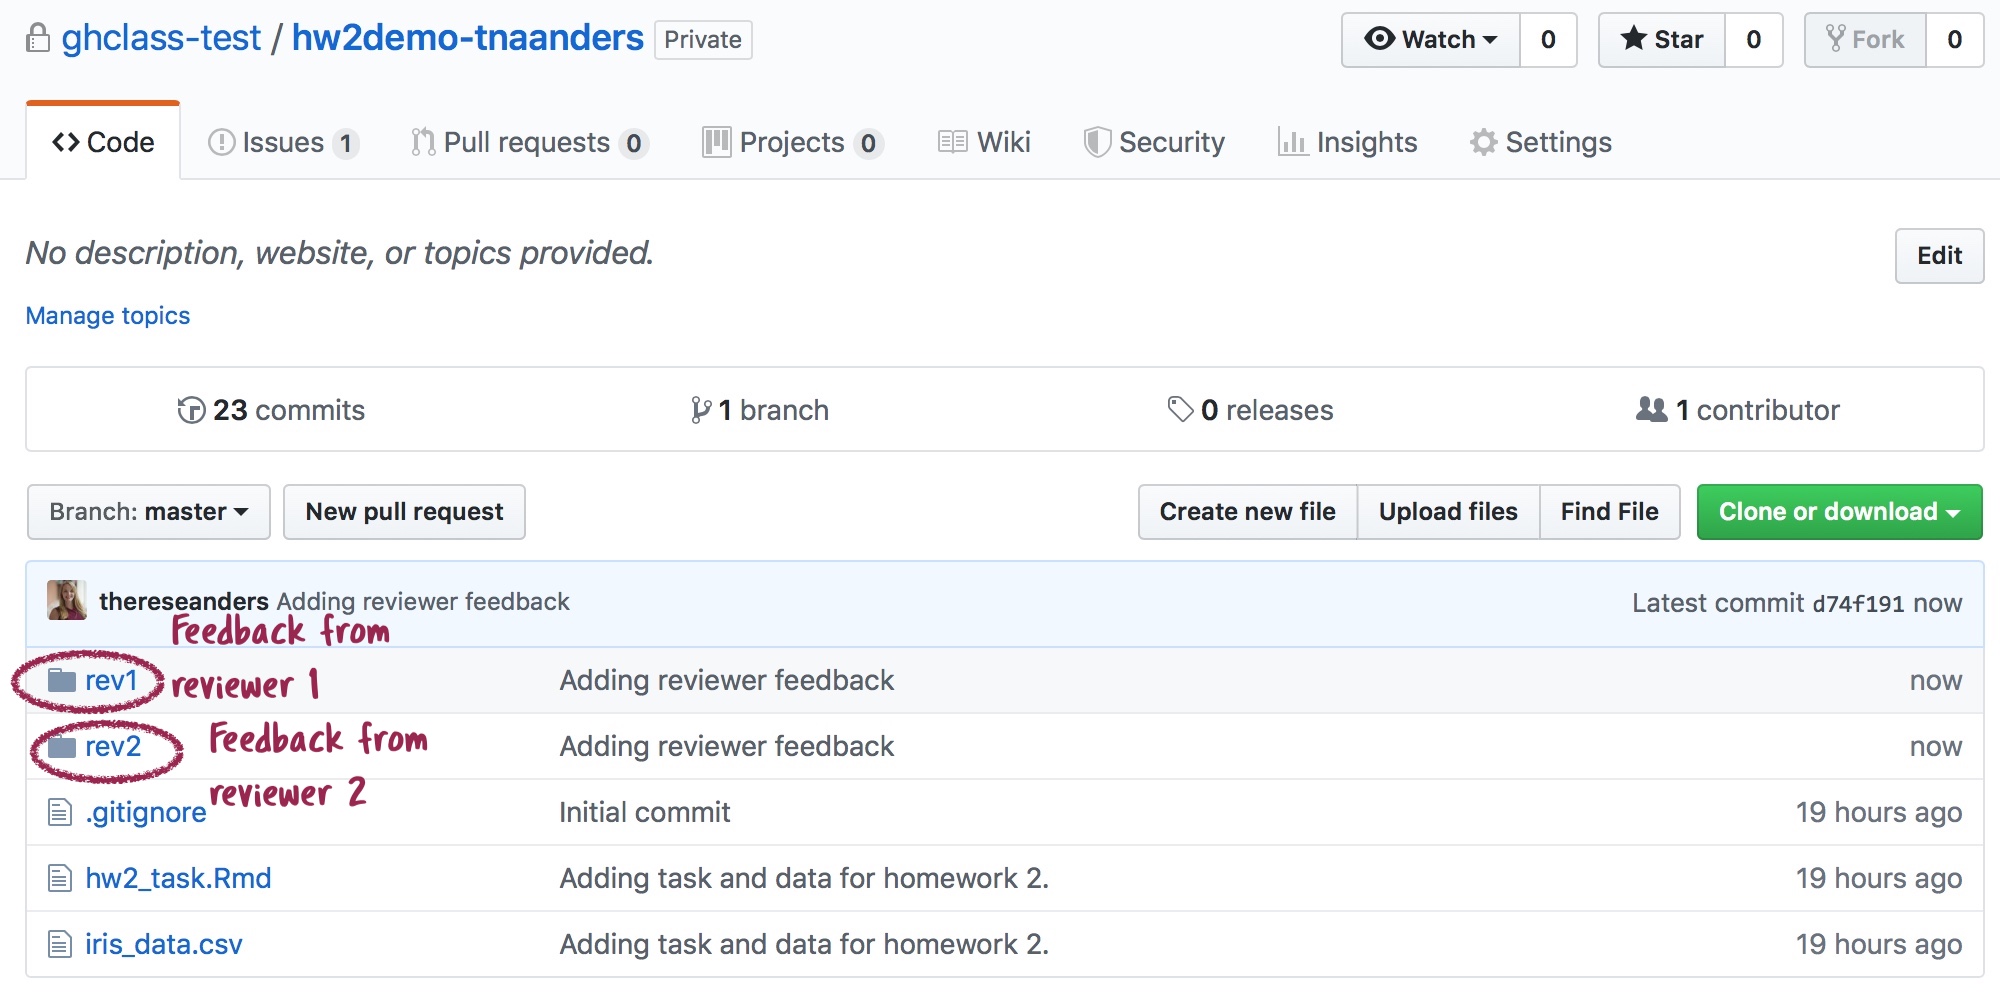 ghclass-test / hw2demo-tnaanders Private
Watch 0 Star 0 Fork 0
Code Issues 1 Pull requests 0 Projects 0 Wiki Security Insights Settings
No description, website, or topics provided.
Edit
Manage topics
23 commits 1 branch 0 releases 1 contributor
Branch: master New pull request Create new file Upload files Find File Clone or download
thereseanders Adding reviewer feedback Latest commit d74f191 now
Feedback from
reviewer 1
rev1 Adding reviewer feedback now
Feedback from
reviewer 2
rev2 Adding reviewer feedback now
.gitignore Initial commit 19 hours ago
hw2_task.Rmd Adding task and data for homework 2. 19 hours ago
iris_data.csv Adding task and data for homework 2. 19 hours ago